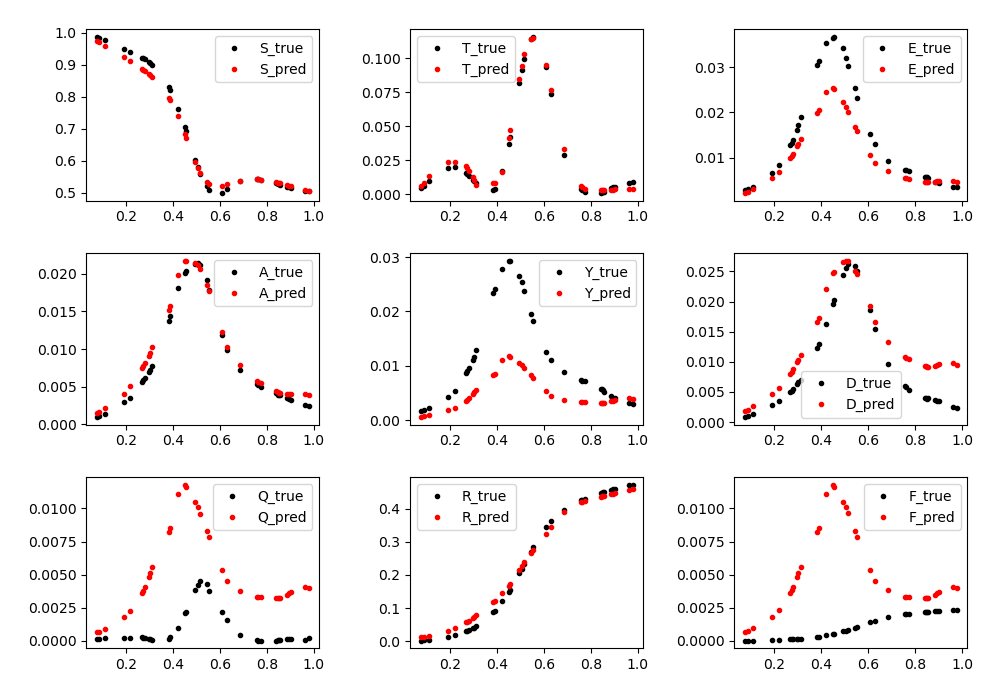 1.0
0.9
0.8
0.7
0.6
0.5
0.2 0.4 0.6 0.8 1.0
S_true
S_pred
0.100
0.075
0.050
0.025
0.000
0.2 0.4 0.6 0.8 1.0
T_true
T_pred
0.03
0.02
0.01
0.2 0.4 0.6 0.8 1.0
E_true
E_pred
0.020
0.015
0.010
0.005
0.000
0.2 0.4 0.6 0.8 1.0
A_true
A_pred
0.03
0.02
0.01
0.00
0.2 0.4 0.6 0.8 1.0
Y_true
Y_pred
0.025
0.020
0.015
0.010
0.005
0.000
0.2 0.4 0.6 0.8 1.0
D_true
D_pred
0.0100
0.0075
0.0050
0.0025
0.0000
0.2 0.4 0.6 0.8 1.0
Q_true
Q_pred
0.4
0.3
0.2
0.1
0.0
0.2 0.4 0.6 0.8 1.0
R_true
R_pred
0.0100
0.0075
0.0050
0.0025
0.0000
0.2 0.4 0.6 0.8 1.0
F_true
F_pred